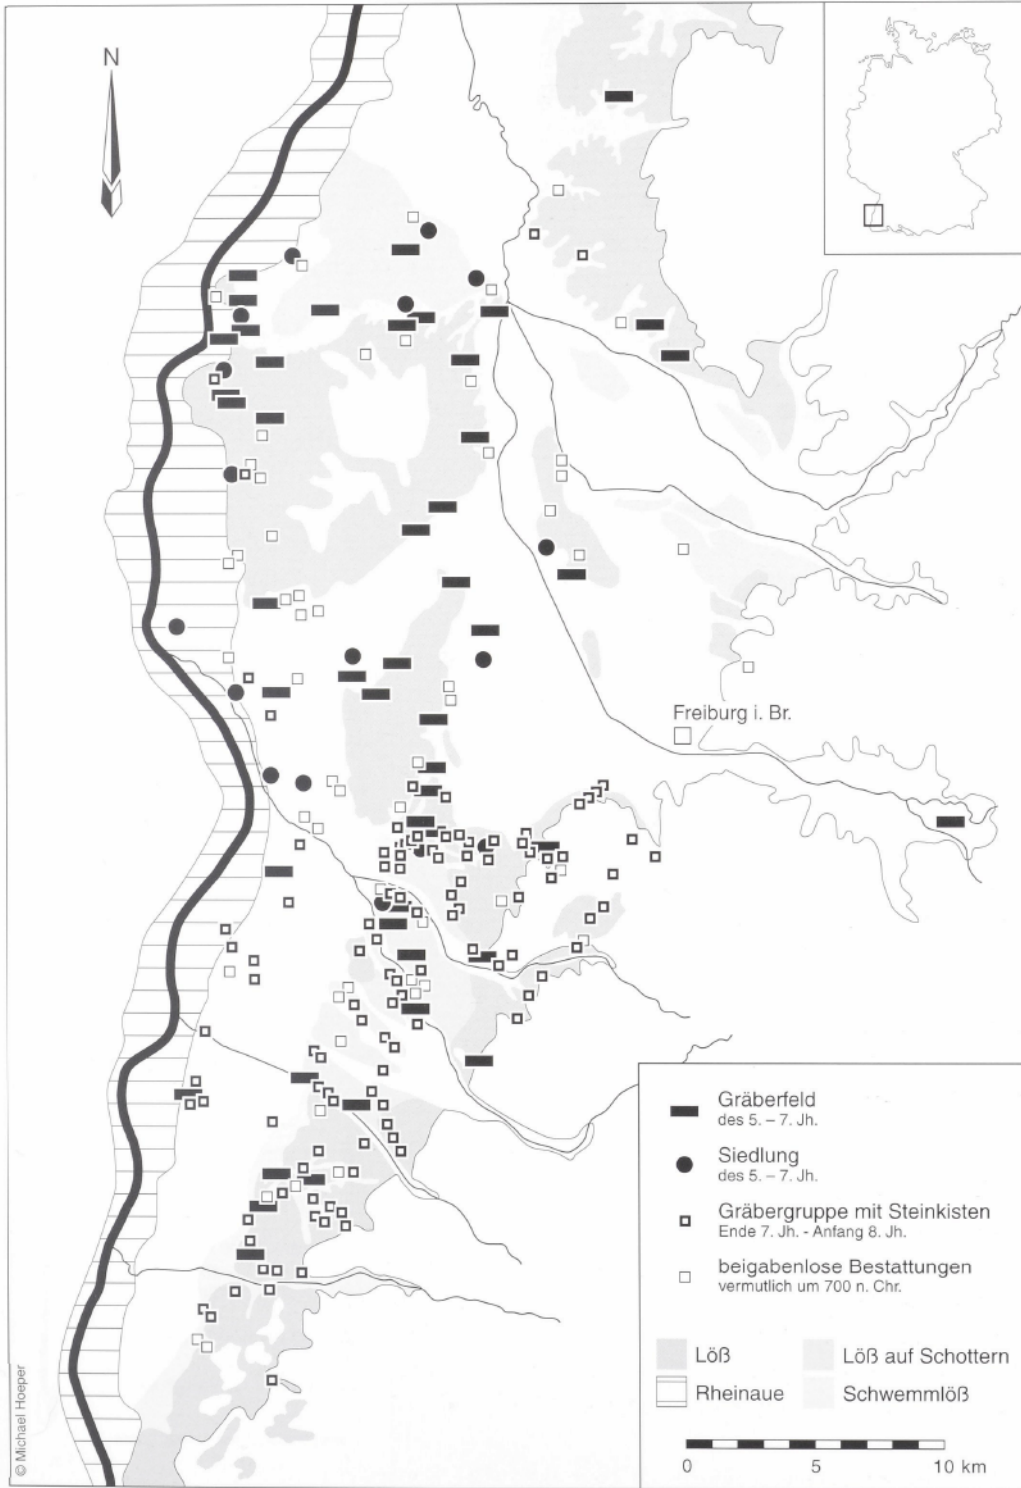 N
Freiburg i. Br.
Gräberfeld
des 5. – 7. Jh.
Siedlung
des 5. – 7. Jh.
Gräbergruppe mit Steinkisten
Ende 7. Jh. - Anfang 8. Jh.
beigabenlose Bestattungen
vermutlich um 700 n. Chr.
Löß
Löß auf Schottern
Rheinaue
Schwemmlöß
0 5 10 km
© Michael Hoeper